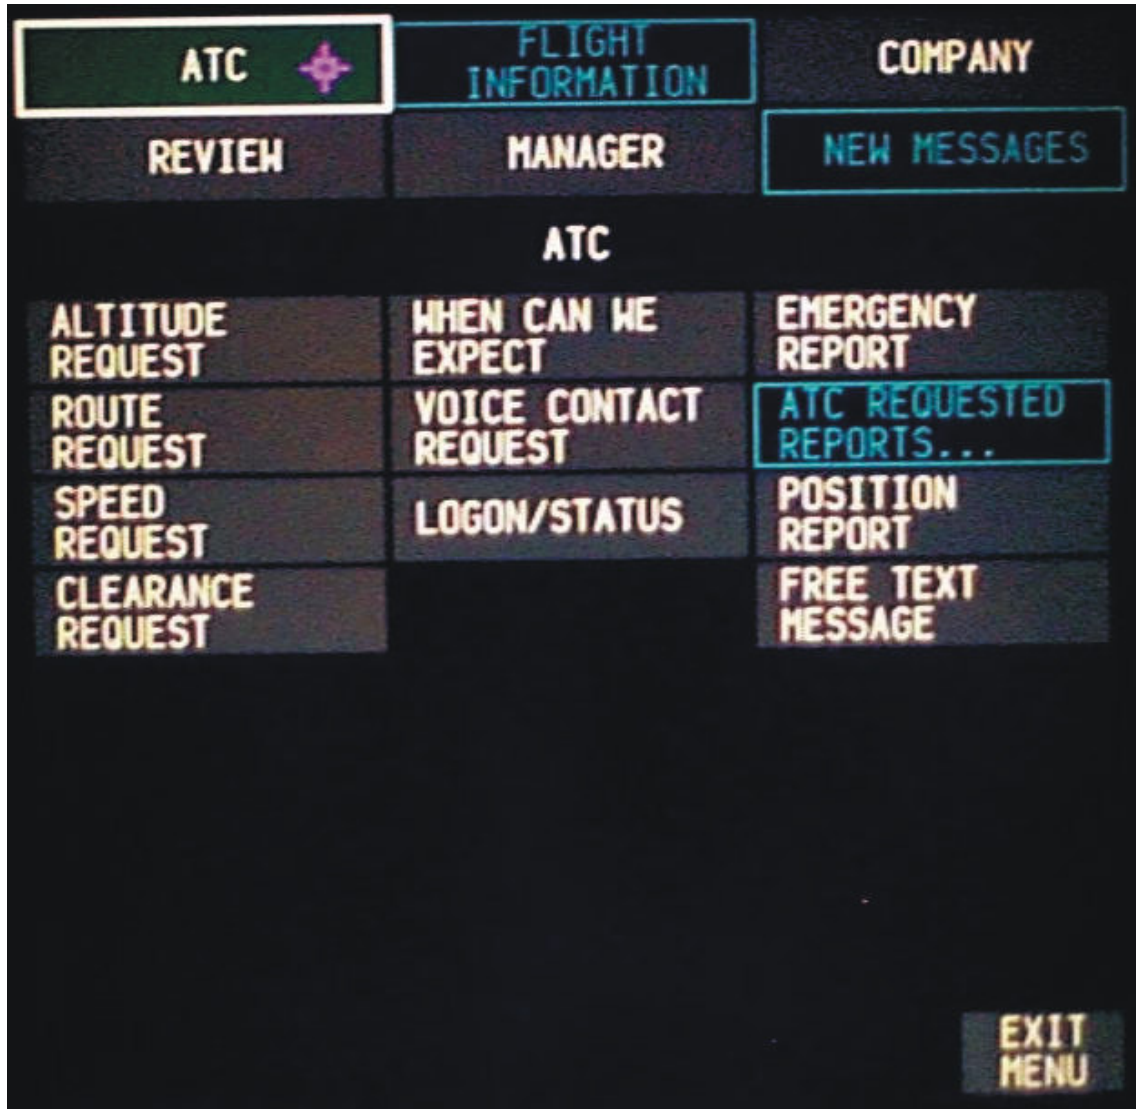 ATC
FLIGHT
INFORMATION
COMPANY
REVIEW
MANAGER
NEW MESSAGES
ATC
ALTITUDE
REQUEST
WHEN CAN WE
EXPECT
EMERGENCY
REPORT
ROUTE
REQUEST
VOICE CONTACT
REQUEST
ATC REQUESTED
REPORTS...
SPEED
REQUEST
LOGON/STATUS
POSITION
REPORT
CLEARANCE
REQUEST
FREE TEXT
MESSAGE
EXIT
MENU